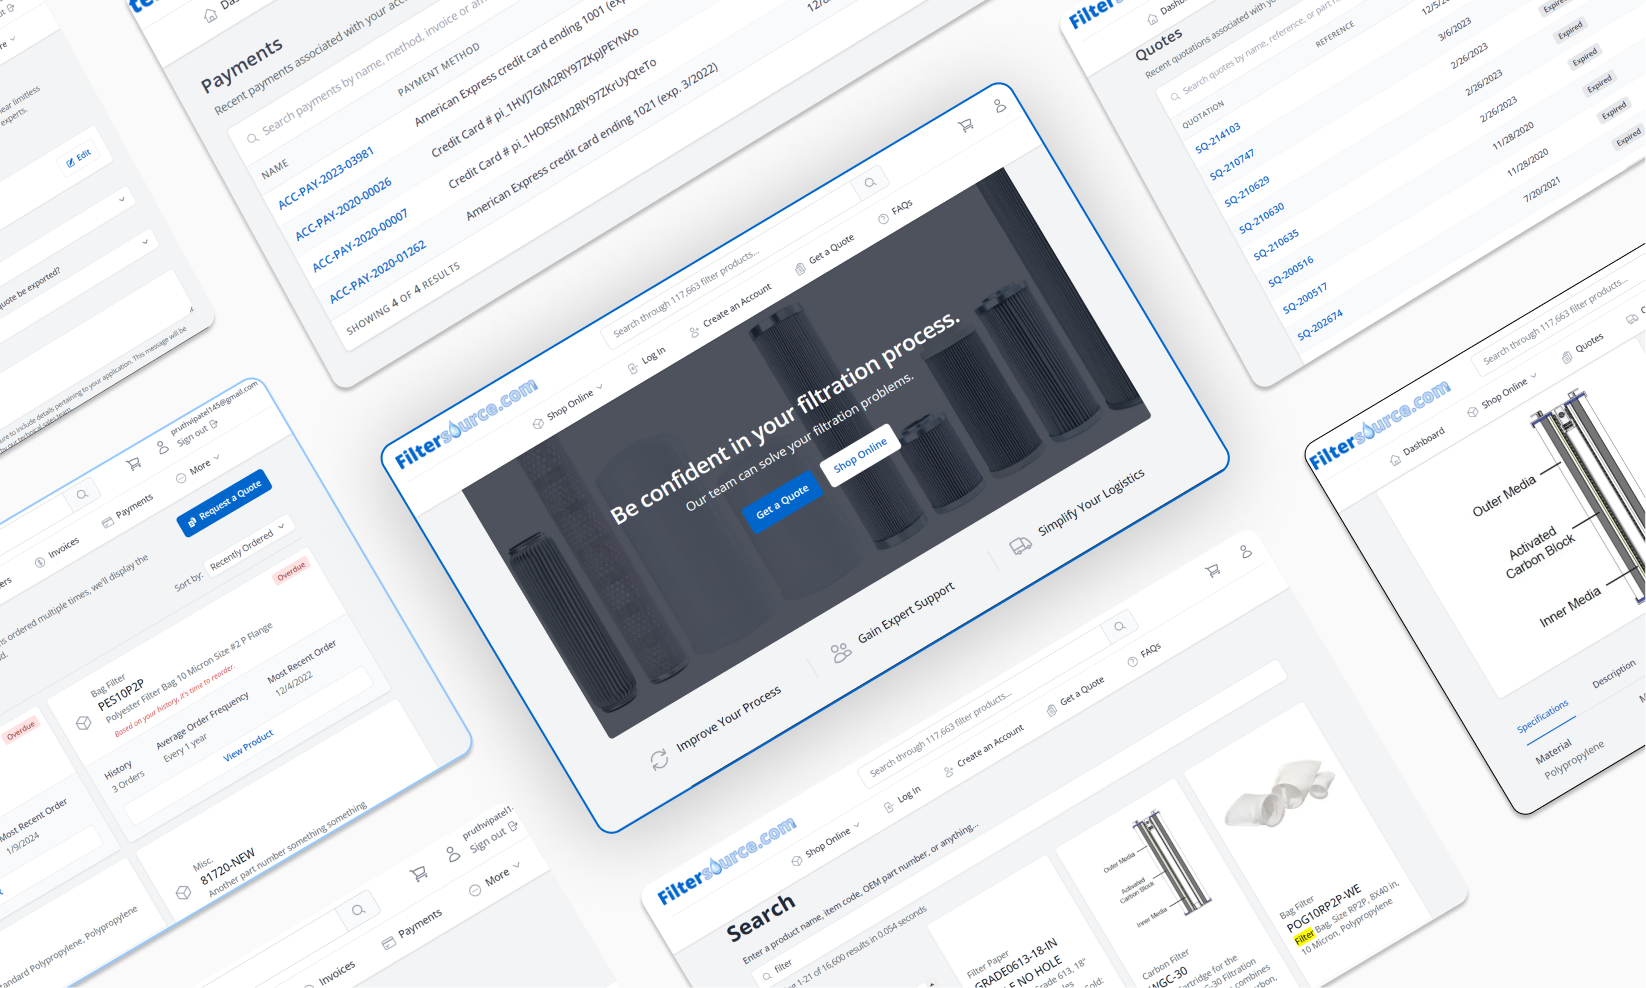 Payments
Recent payments associated with your
Search payments by name, method, invoice or
NAME
PAYMENT METHOD
ACC-PAY-2023-03981
American Express credit card ending 1001
ACC-PAY-2020-00026
Credit Card # pi_1HVJ7GIM2RlY97ZKpJPEYNXo
ACC-PAY-2020-00007
Credit Card # pi_1HORSfIM2RlY97ZKrUyQteTo
ACC-PAY-2020-01262
American Express credit card ending 1021 (exp. 3/2022)
SHOWING 4 OF 4 RESULTS
Filter
Quotes
Recent quotations associated with
Search quotes by name, reference, or part
QUOTATION
REFERENCE
SQ-214103
SQ-210747
SQ-210629
SQ-210630
SQ-210635
SQ-200516
SQ-200517
SQ-202674
3/6/2023
2/26/2023
2/26/2023
2/26/2023
11/28/2020
11/28/2020
7/20/2021
Expired
Expired
Expired
Expired
Expired
Edit
quote be exported?
near limitless
experts.
Filtersource.com
Search through 117,663 filter products...
Shop Online
Log In
Create an Account
Get a Quote
FAQs
Be confident in your filtration process.
Our team can solve your filtration problems.
Get a Quote
Shop Online
Improve Your Process
Gain Expert Support
Simplify Your Logistics
pruthvipatel145@gmail.com
Sign out
Invoices
Payments
More
Request a Quote
ordered multiple times, we'll display the
Sort by:
Recently Ordered
Overdue
Overdue
Bag Filter
PES10P2P
Polyester Filter Bag 10 Micron Size #2 P Flange
Based on your history, it's time to reorder.
History
3 Orders
Average Order Frequency
Every 1 year
Most Recent Order
12/4/2022
View Product
Most Recent Order
1/9/2024
Misc.
81720-NEW
Another part number something something
Standard Polypropylene, Polypropylene
pruthvipatel1
Sign out
Invoices
Payments
More
Filtersource.com
Search through 117,663 filter products...
Shop Online
Log In
Create an Account
Get a Quote
FAQs
Search
Enter a product name, item code, OEM part number, or anything...
filter
1-21 of 16,600 results in 0.054 seconds
Filter Paper
GRADE0613-18-IN
NO HOLE
Outer Media
Activated
Carbon Block
Inner Media
Carbon Filter
WGC-30
Bag Filter
POG10RP2P-WE
Filter Bag, Size RP2P, 8X40 in,
10 Micron, Polypropylene
Filtersource.com
Search through 117,663 filter products...
Dashboard
Shop Online
Quotes
Outer Media
Activated
Carbon Block
Inner Media
Specifications
Description
Material
Polypropylene